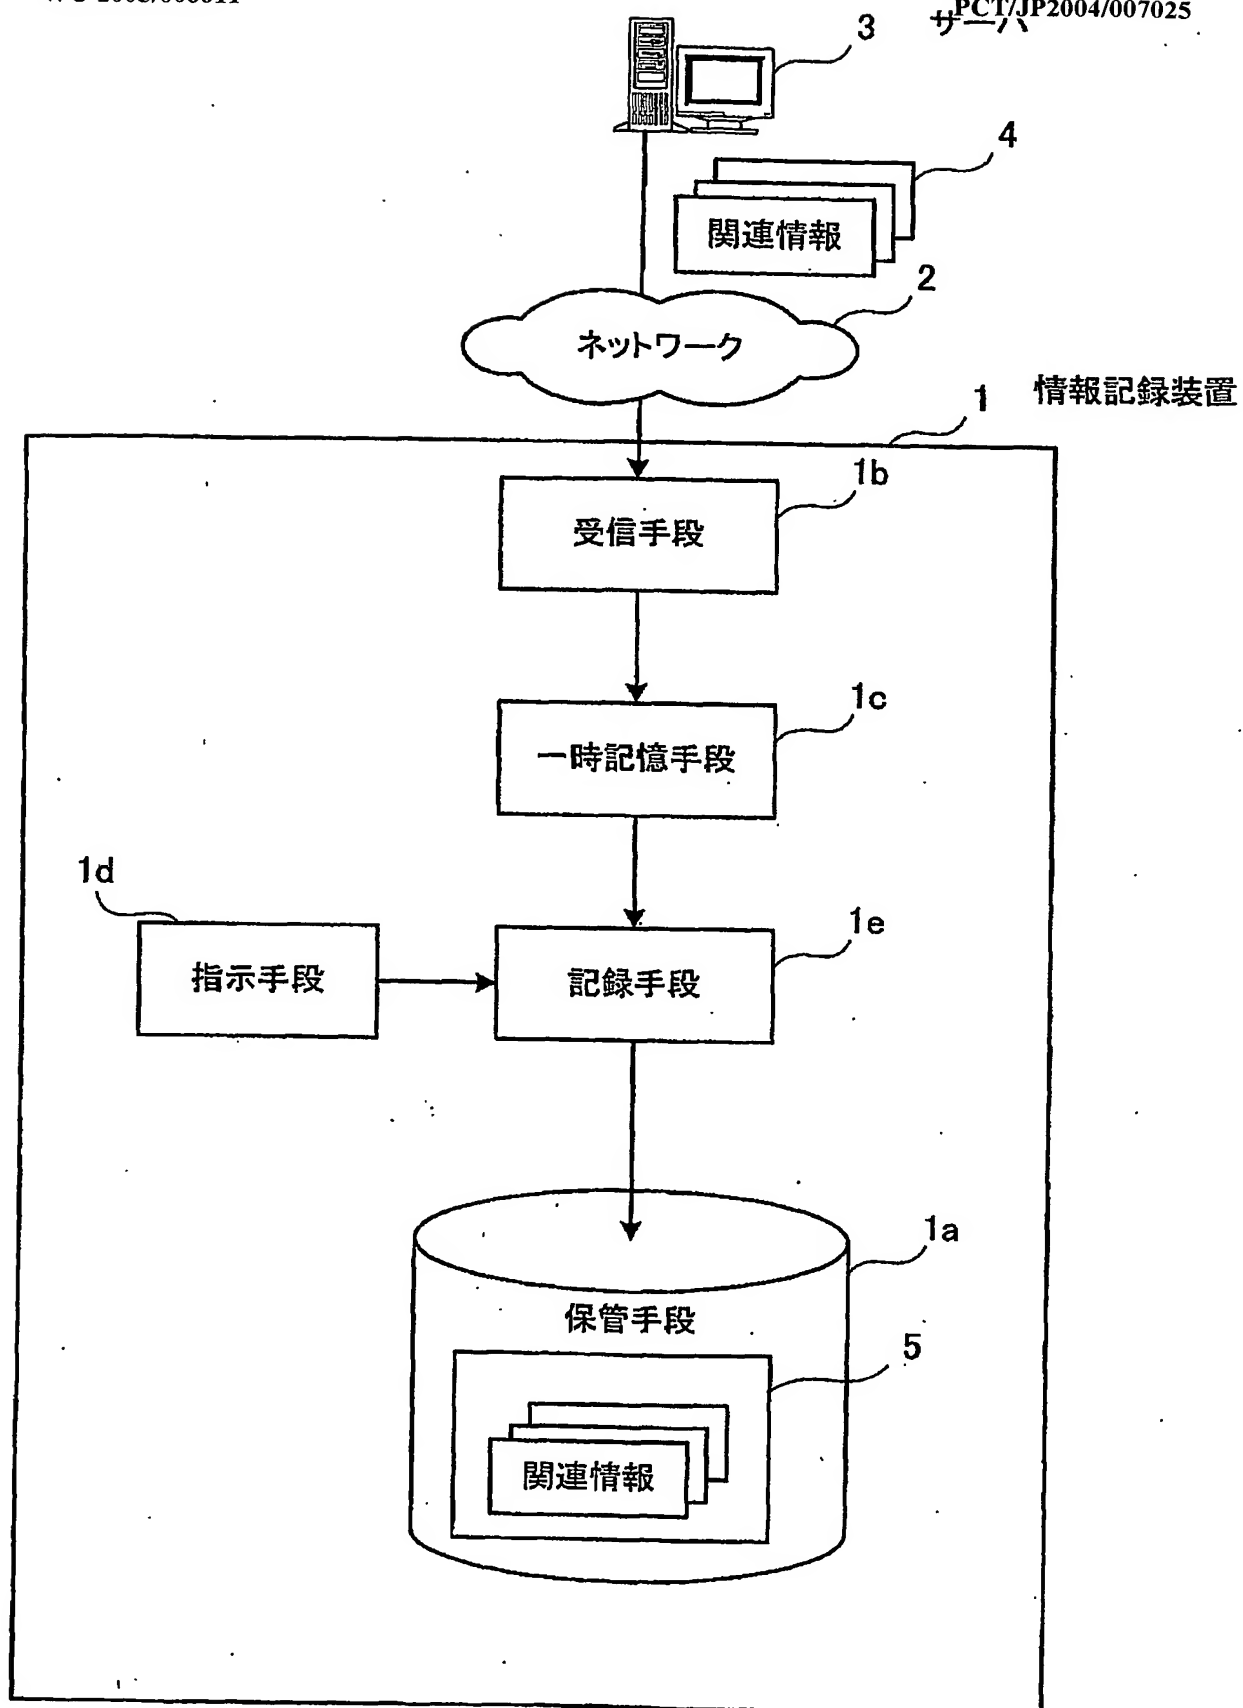 PCT/JP2004/007025
サーバ
3
4
関連情報
2
ネットワーク
1
情報記録装置
1b
受信手段
1c
一時記憶手段
1d
1e
指示手段
記録手段
1a
保管手段
5
関連情報